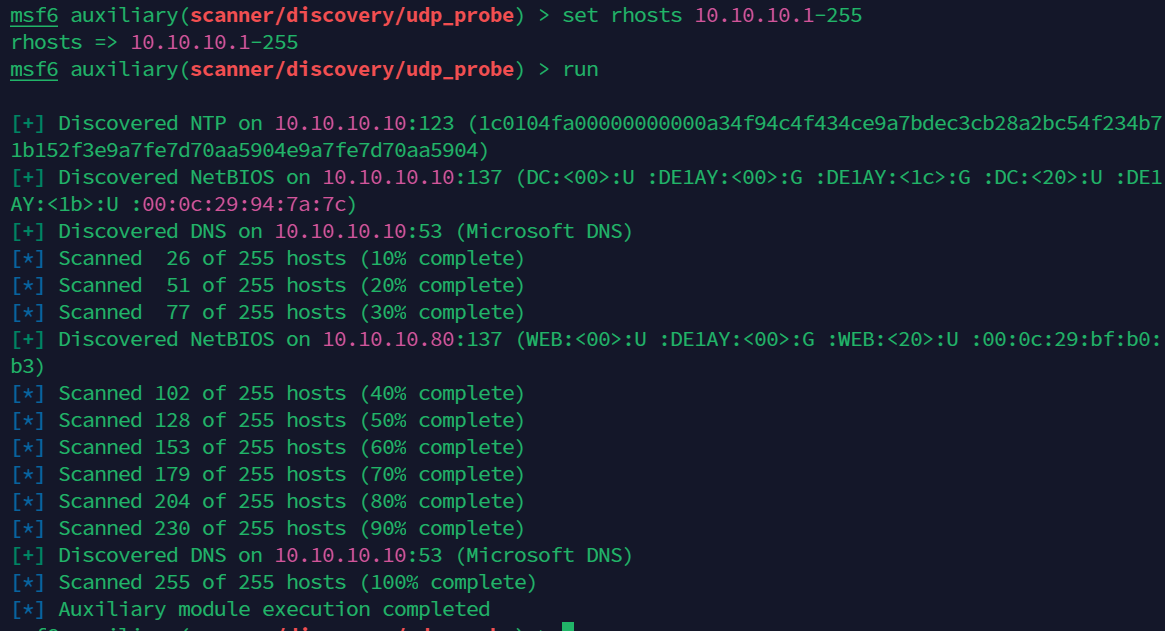 msf6 auxiliary(scanner/discovery/udp_probe) > set rhosts 10.10.10.1-255
rhosts => 10.10.10.1-255
msf6 auxiliary(scanner/discovery/udp_probe) > run
[+] Discovered NTP on 10.10.10.10:123 (1c0104fa00000000000a34f94c4f434ce9a7bdec3cb28a2bc54f234b7
1b152f3e9a7fe7d70aa5904e9a7fe7d70aa5904)
[+] Discovered NetBIOS on 10.10.10.10:137 (DC:<00>:U :DE1AY:<00>:G :DE1AY:<1c>:G :DC:<20>:U :DE1
AY:<1b>:U :00:0c:29:94:7a:7c)
[+] Discovered DNS on 10.10.10.10:53 (Microsoft DNS)
[*] Scanned  26 of 255 hosts (10% complete)
[*] Scanned  51 of 255 hosts (20% complete)
[*] Scanned  77 of 255 hosts (30% complete)
[+] Discovered NetBIOS on 10.10.10.80:137 (WEB:<00>:U :DE1AY:<00>:G :WEB:<20>:U :00:0c:29:bf:b0:
b3)
[*] Scanned 102 of 255 hosts (40% complete)
[*] Scanned 128 of 255 hosts (50% complete)
[*] Scanned 153 of 255 hosts (60% complete)
[*] Scanned 179 of 255 hosts (70% complete)
[*] Scanned 204 of 255 hosts (80% complete)
[*] Scanned 230 of 255 hosts (90% complete)
[+] Discovered DNS on 10.10.10.10:53 (Microsoft DNS)
[*] Scanned 255 of 255 hosts (100% complete)
[*] Auxiliary module execution completed